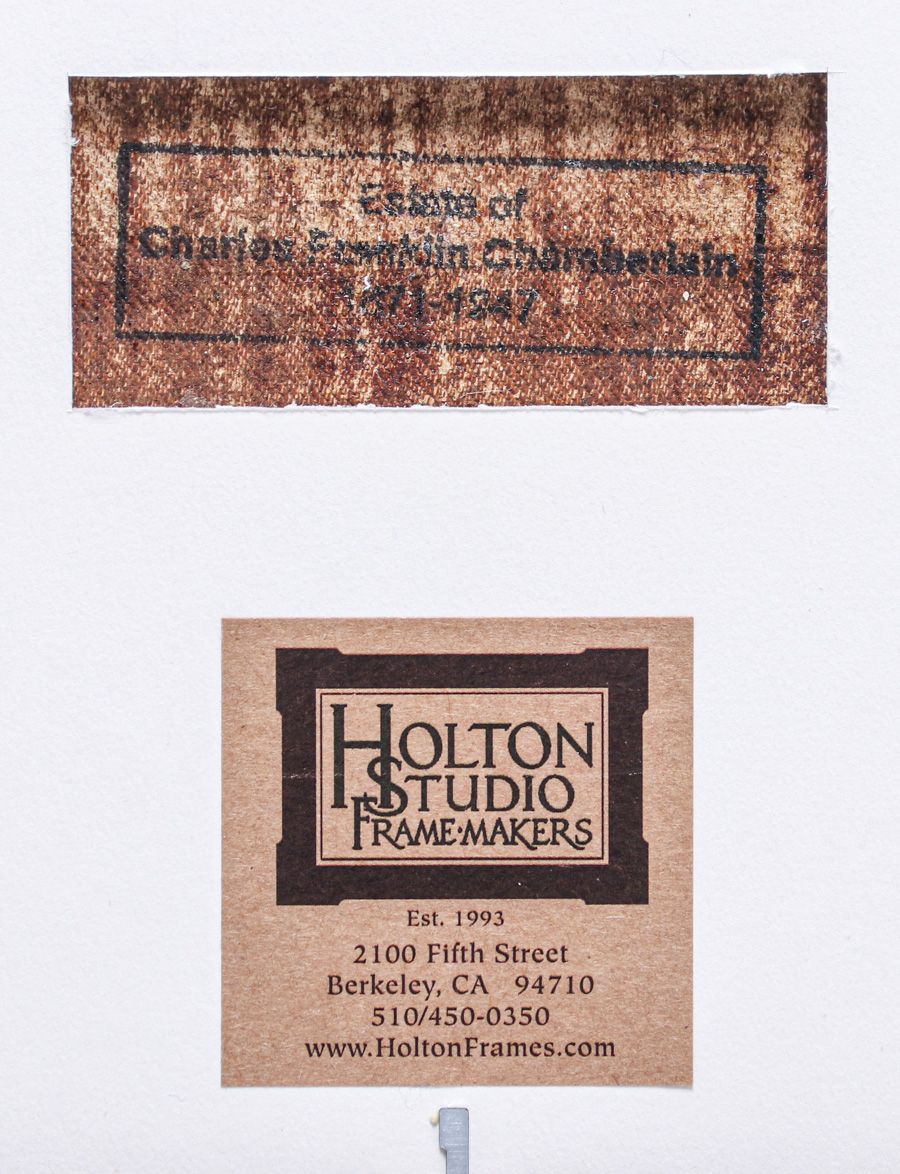 Estate of
Charles Franklin Chamberlain
1871-1947
HOLTON
STUDIO
FRAME·MAKERS
Est. 1993
2100 Fifth Street
Berkeley, CA 94710
510/450-0350
www.HoltonFrames.com